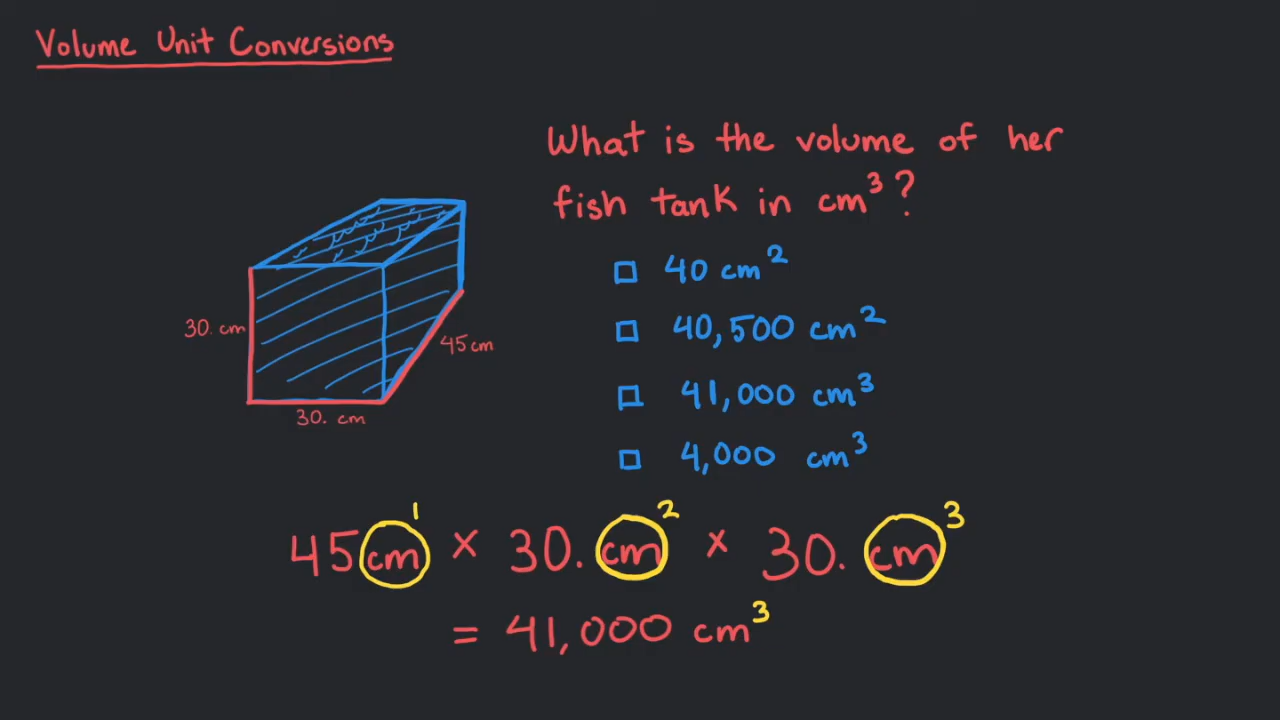 Volume Unit Conversions
What is the volume of her
fish tank in cm³?
40 cm²
40,500 cm²
41,000 cm³
4,000 cm³
30. cm
45 cm
30. cm
45 cm¹ × 30. cm² × 30. cm³
= 41,000 cm³